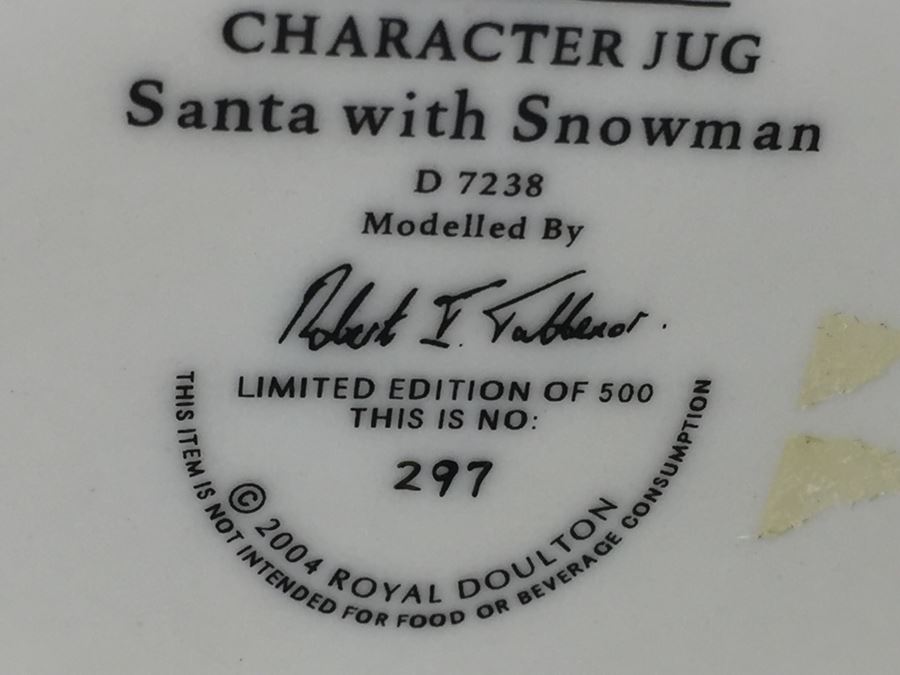 CHARACTER JUG
Santa with Snowman
D 7238
Modelled By
Robert I. Tabbenor.
LIMITED EDITION OF 500
THIS IS NO:
297
© 2004 ROYAL DOULTON
THIS ITEM IS NOT INTENDED FOR FOOD OR BEVERAGE CONSUMPTION